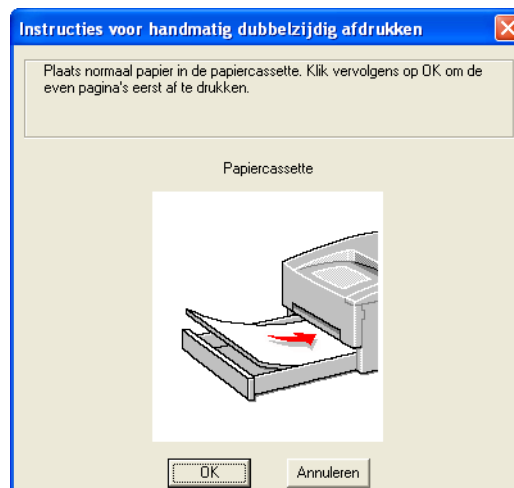 Instructies voor handmatig dubbelzijdig afdrukken
Plaats normaal papier in de papiercassette. Klik vervolgens op OK om de
even pagina's eerst af te drukken.
Papiercassette
OK
Annuleren